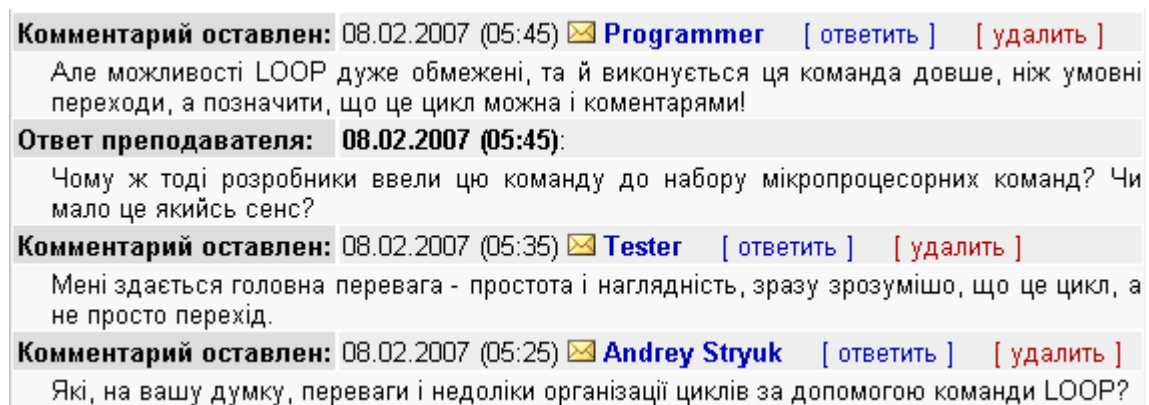 Комментарий оставлен: 08.02.2007 (05:45) Programmer [ ответить ] [ удалить ]
Але можливості LOOP дуже обмежені, та й виконується ця команда довше, ніж умовні
переходи, а позначити, що це цикл можна і коментарями!
Ответ преподавателя: 08.02.2007 (05:45):
Чому ж тоді розробники ввели цю команду до набору мікропроцесорних команд? Чи
мало це якийсь сенс?
Комментарий оставлен: 08.02.2007 (05:35) Tester [ ответить ] [ удалить ]
Мені здається головна перевага - простота і наглядність, зразу зрозумішо, що це цикл, а
не просто перехід.
Комментарий оставлен: 08.02.2007 (05:25) Andrey Stryuk [ ответить ] [ удалить ]
Які, на вашу думку, переваги і недоліки організації циклів за допомогою команди LOOP?